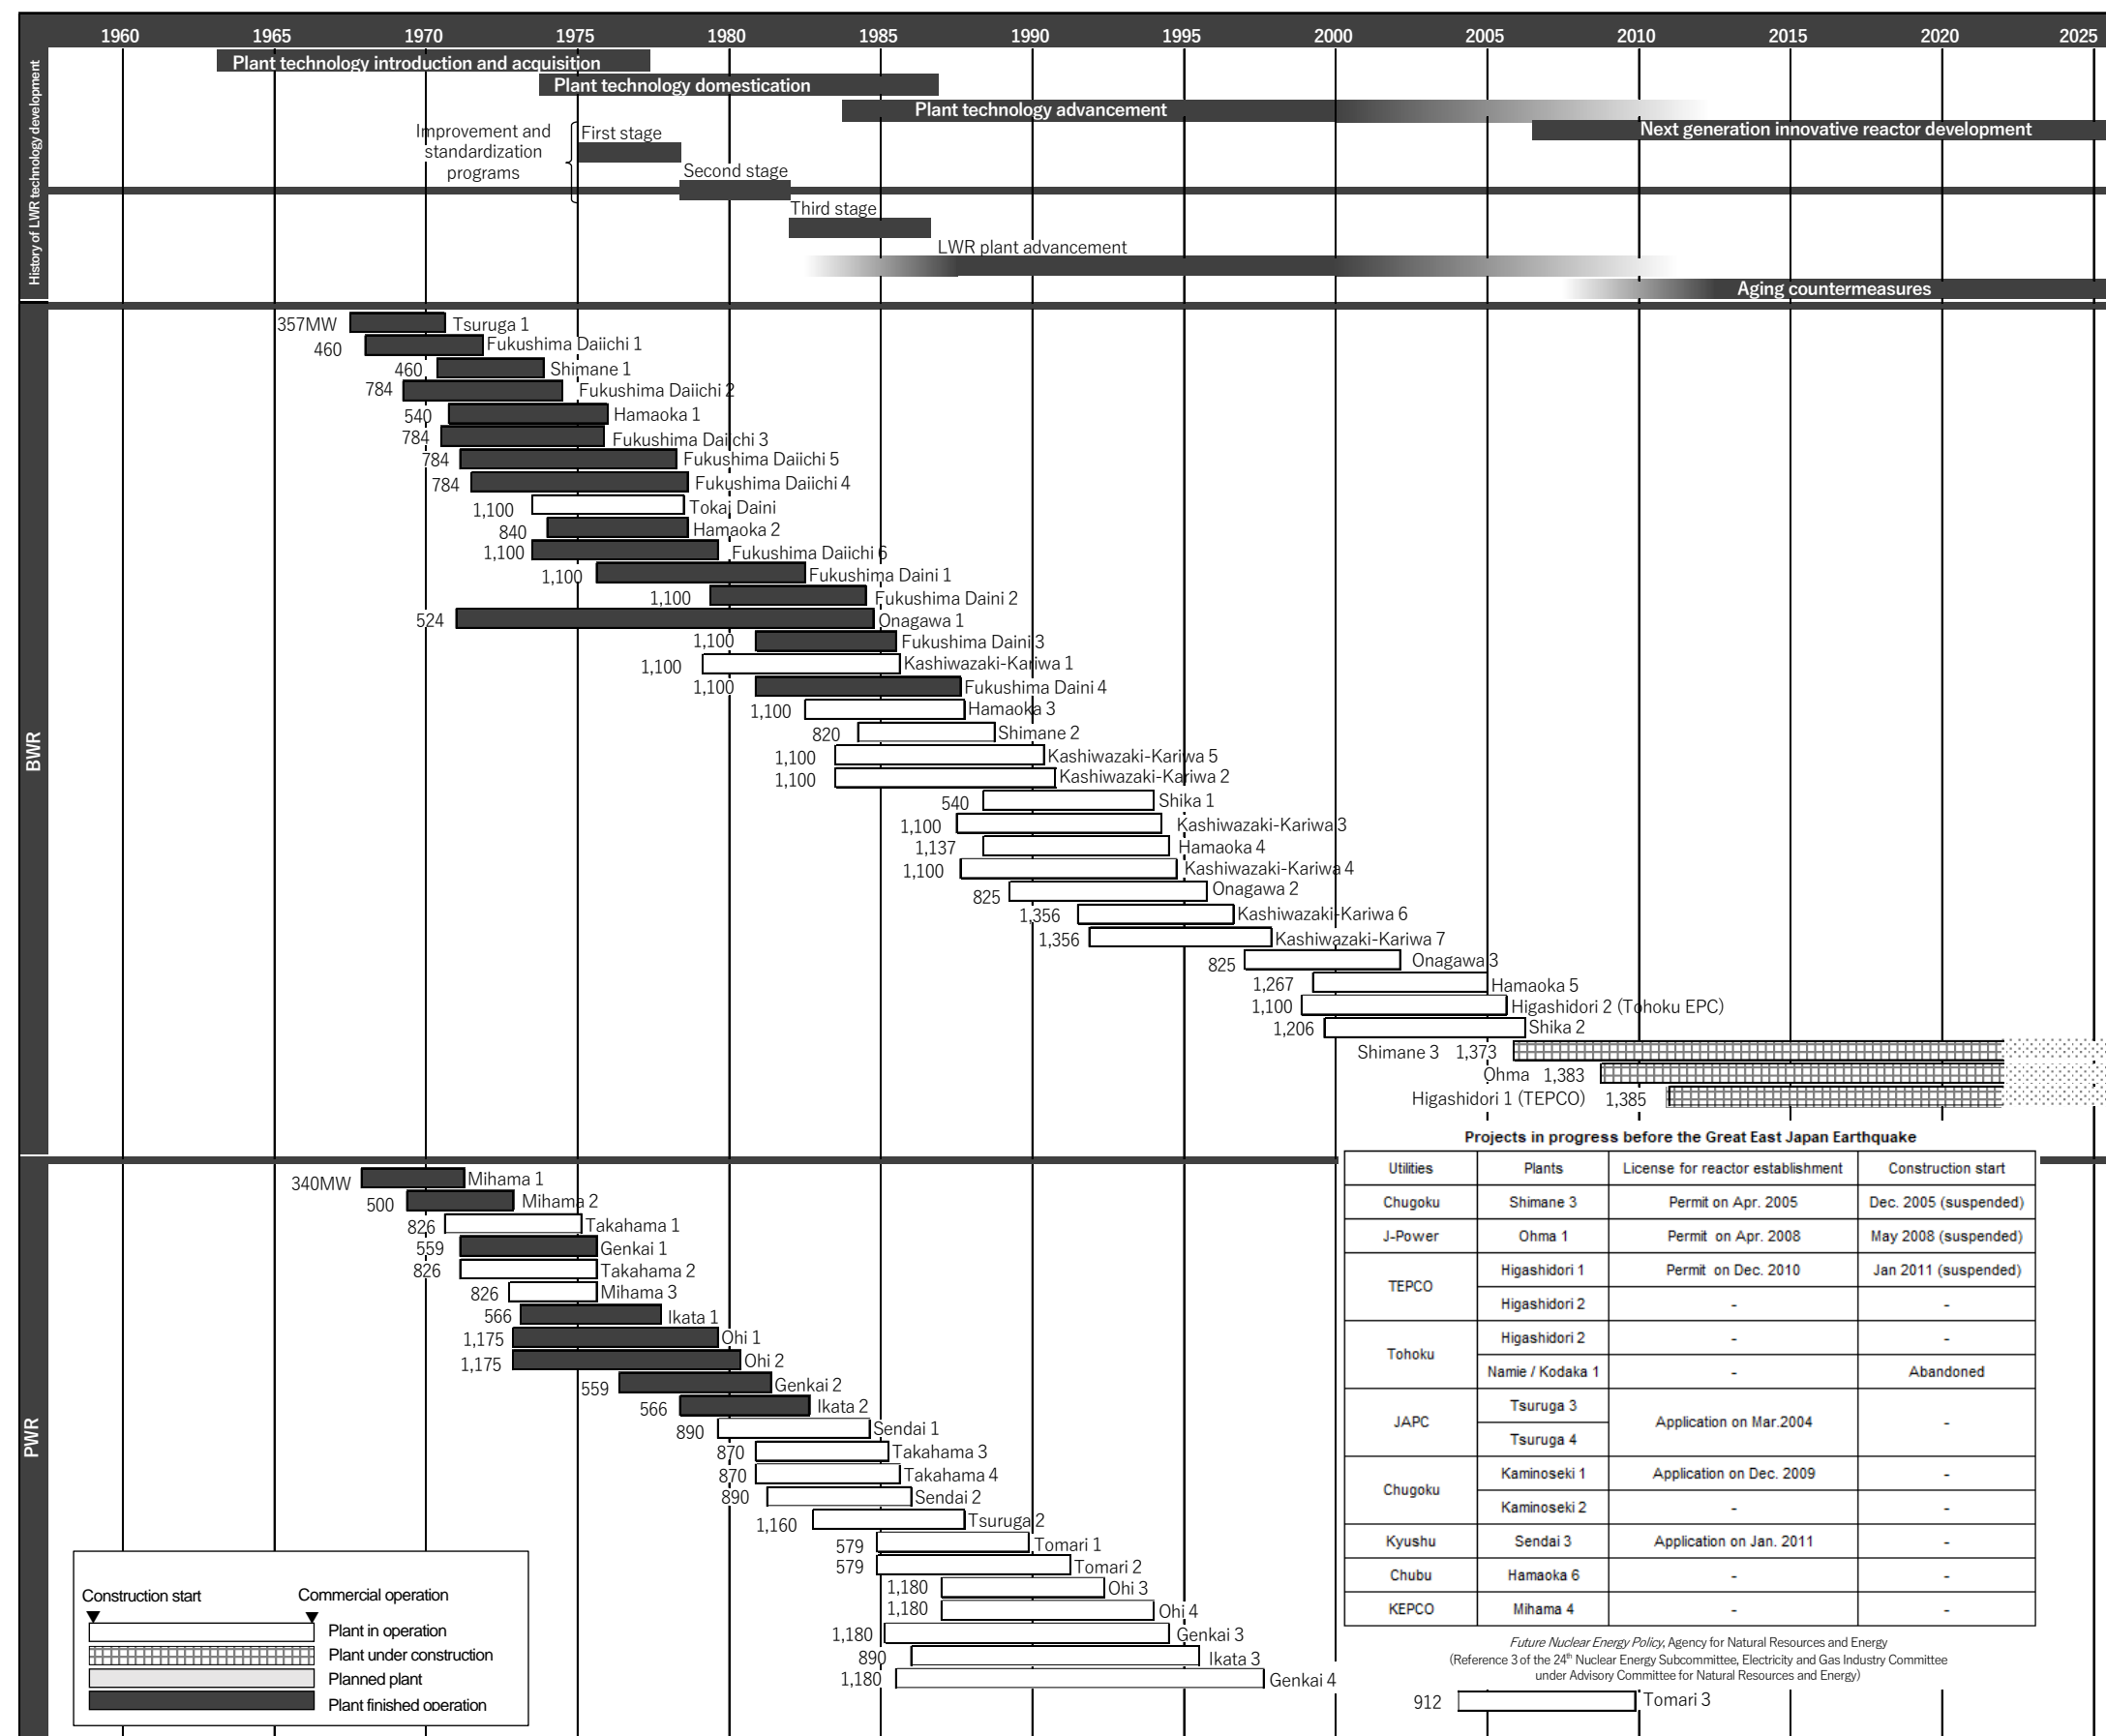 1960 1965 1970 1975 1980 1985 1990 1995 2000 2005 2010 2015 2020 2025
History of LWR technology development
Plant technology introduction and acquisition
Plant technology domestication
Plant technology advancement
Next generation innovative reactor development
Improvement and
standardization
programs
First stage
Second stage
Third stage
LWR plant advancement
Aging countermeasures
BWR
357MW Tsuruga 1
460 Fukushima Daiichi 1
460 Shimane 1
784 Fukushima Daiichi 2
540 Hamaoka 1
784 Fukushima Daiichi 3
784 Fukushima Daiichi 5
784 Fukushima Daiichi 4
1,100 Tokai Daini
840 Hamaoka 2
1,100 Fukushima Daiichi 6
1,100 Fukushima Daini 1
1,100 Fukushima Daini 2
524 Onagawa 1
1,100 Fukushima Daini 3
1,100 Kashiwazaki-Kariwa 1
1,100 Fukushima Daini 4
1,100 Hamaoka 3
820 Shimane 2
1,100 Kashiwazaki-Kariwa 5
1,100 Kashiwazaki-Kariwa 2
540 Shika 1
1,100 Kashiwazaki-Kariwa 3
1,137 Hamaoka 4
1,100 Kashiwazaki-Kariwa 4
825 Onagawa 2
1,356 Kashiwazaki-Kariwa 6
1,356 Kashiwazaki-Kariwa 7
825 Onagawa 3
1,267 Hamaoka 5
1,100 Higashidori 2 (Tohoku EPC)
1,206 Shika 2
Shimane 3 1,373
Ohma 1,383
Higashidori 1 (TEPCO) 1,385
PWR
340MW Mihama 1
500 Mihama 2
826 Takahama 1
559 Genkai 1
826 Takahama 2
826 Mihama 3
566 Ikata 1
1,175 Ohi 1
1,175 Ohi 2
559 Genkai 2
566 Ikata 2
890 Sendai 1
870 Takahama 3
870 Takahama 4
890 Sendai 2
1,160 Tsuruga 2
579 Tomari 1
579 Tomari 2
1,180 Ohi 3
1,180 Ohi 4
1,180 Genkai 3
890 Ikata 3
1,180 Genkai 4
912 Tomari 3
Projects in progress before the Great East Japan Earthquake
Utilities Plants License for reactor establishment Construction start
Chugoku Shimane 3 Permit on Apr. 2005 Dec. 2005 (suspended)
J-Power Ohma 1 Permit on Apr. 2008 May 2008 (suspended)
TEPCO Higashidori 1 Permit on Dec. 2010 Jan 2011 (suspended)
Higashidori 2 - -
Tohoku Higashidori 2 - -
Namie / Kodaka 1 - Abandoned
JAPC Tsuruga 3 Application on Mar.2004 -
Tsuruga 4
Chugoku Kaminoseki 1 Application on Dec. 2009 -
Kaminoseki 2 - -
Kyushu Sendai 3 Application on Jan. 2011 -
Chubu Hamaoka 6 - -
KEPCO Mihama 4 - -
Future Nuclear Energy Policy, Agency for Natural Resources and Energy
(Reference 3 of the 24th Nuclear Energy Subcommittee, Electricity and Gas Industry Committee
under Advisory Committee for Natural Resources and Energy)
Construction start Commercial operation
Plant in operation
Plant under construction
Planned plant
Plant finished operation